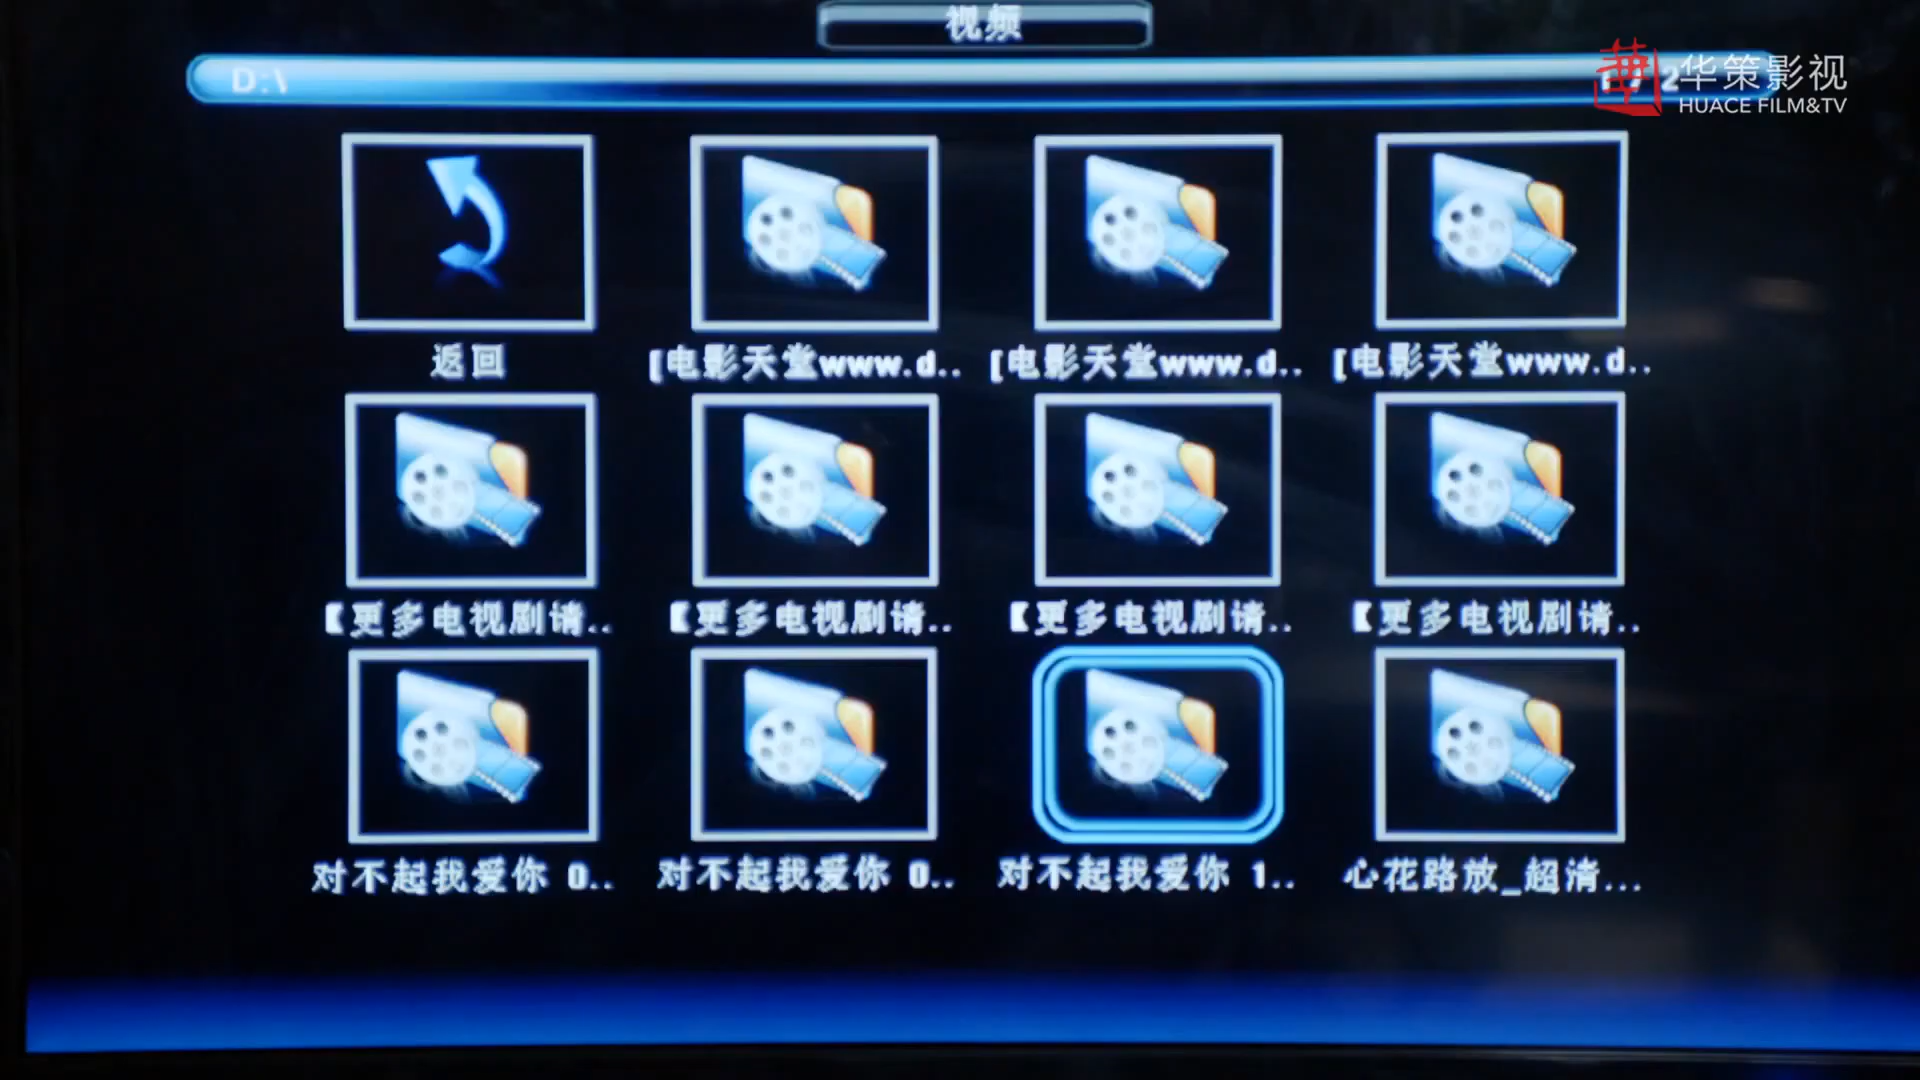 视频
D:\
华策影视
HUACE FILM&TV
返回
[电影天堂www.d..
[电影天堂www.d..
[电影天堂www.d..
【更多电视剧请..
【更多电视剧请..
【更多电视剧请..
【更多电视剧请..
对不起我爱你 0..
对不起我爱你 0..
对不起我爱你 1..
心花路放_超清...